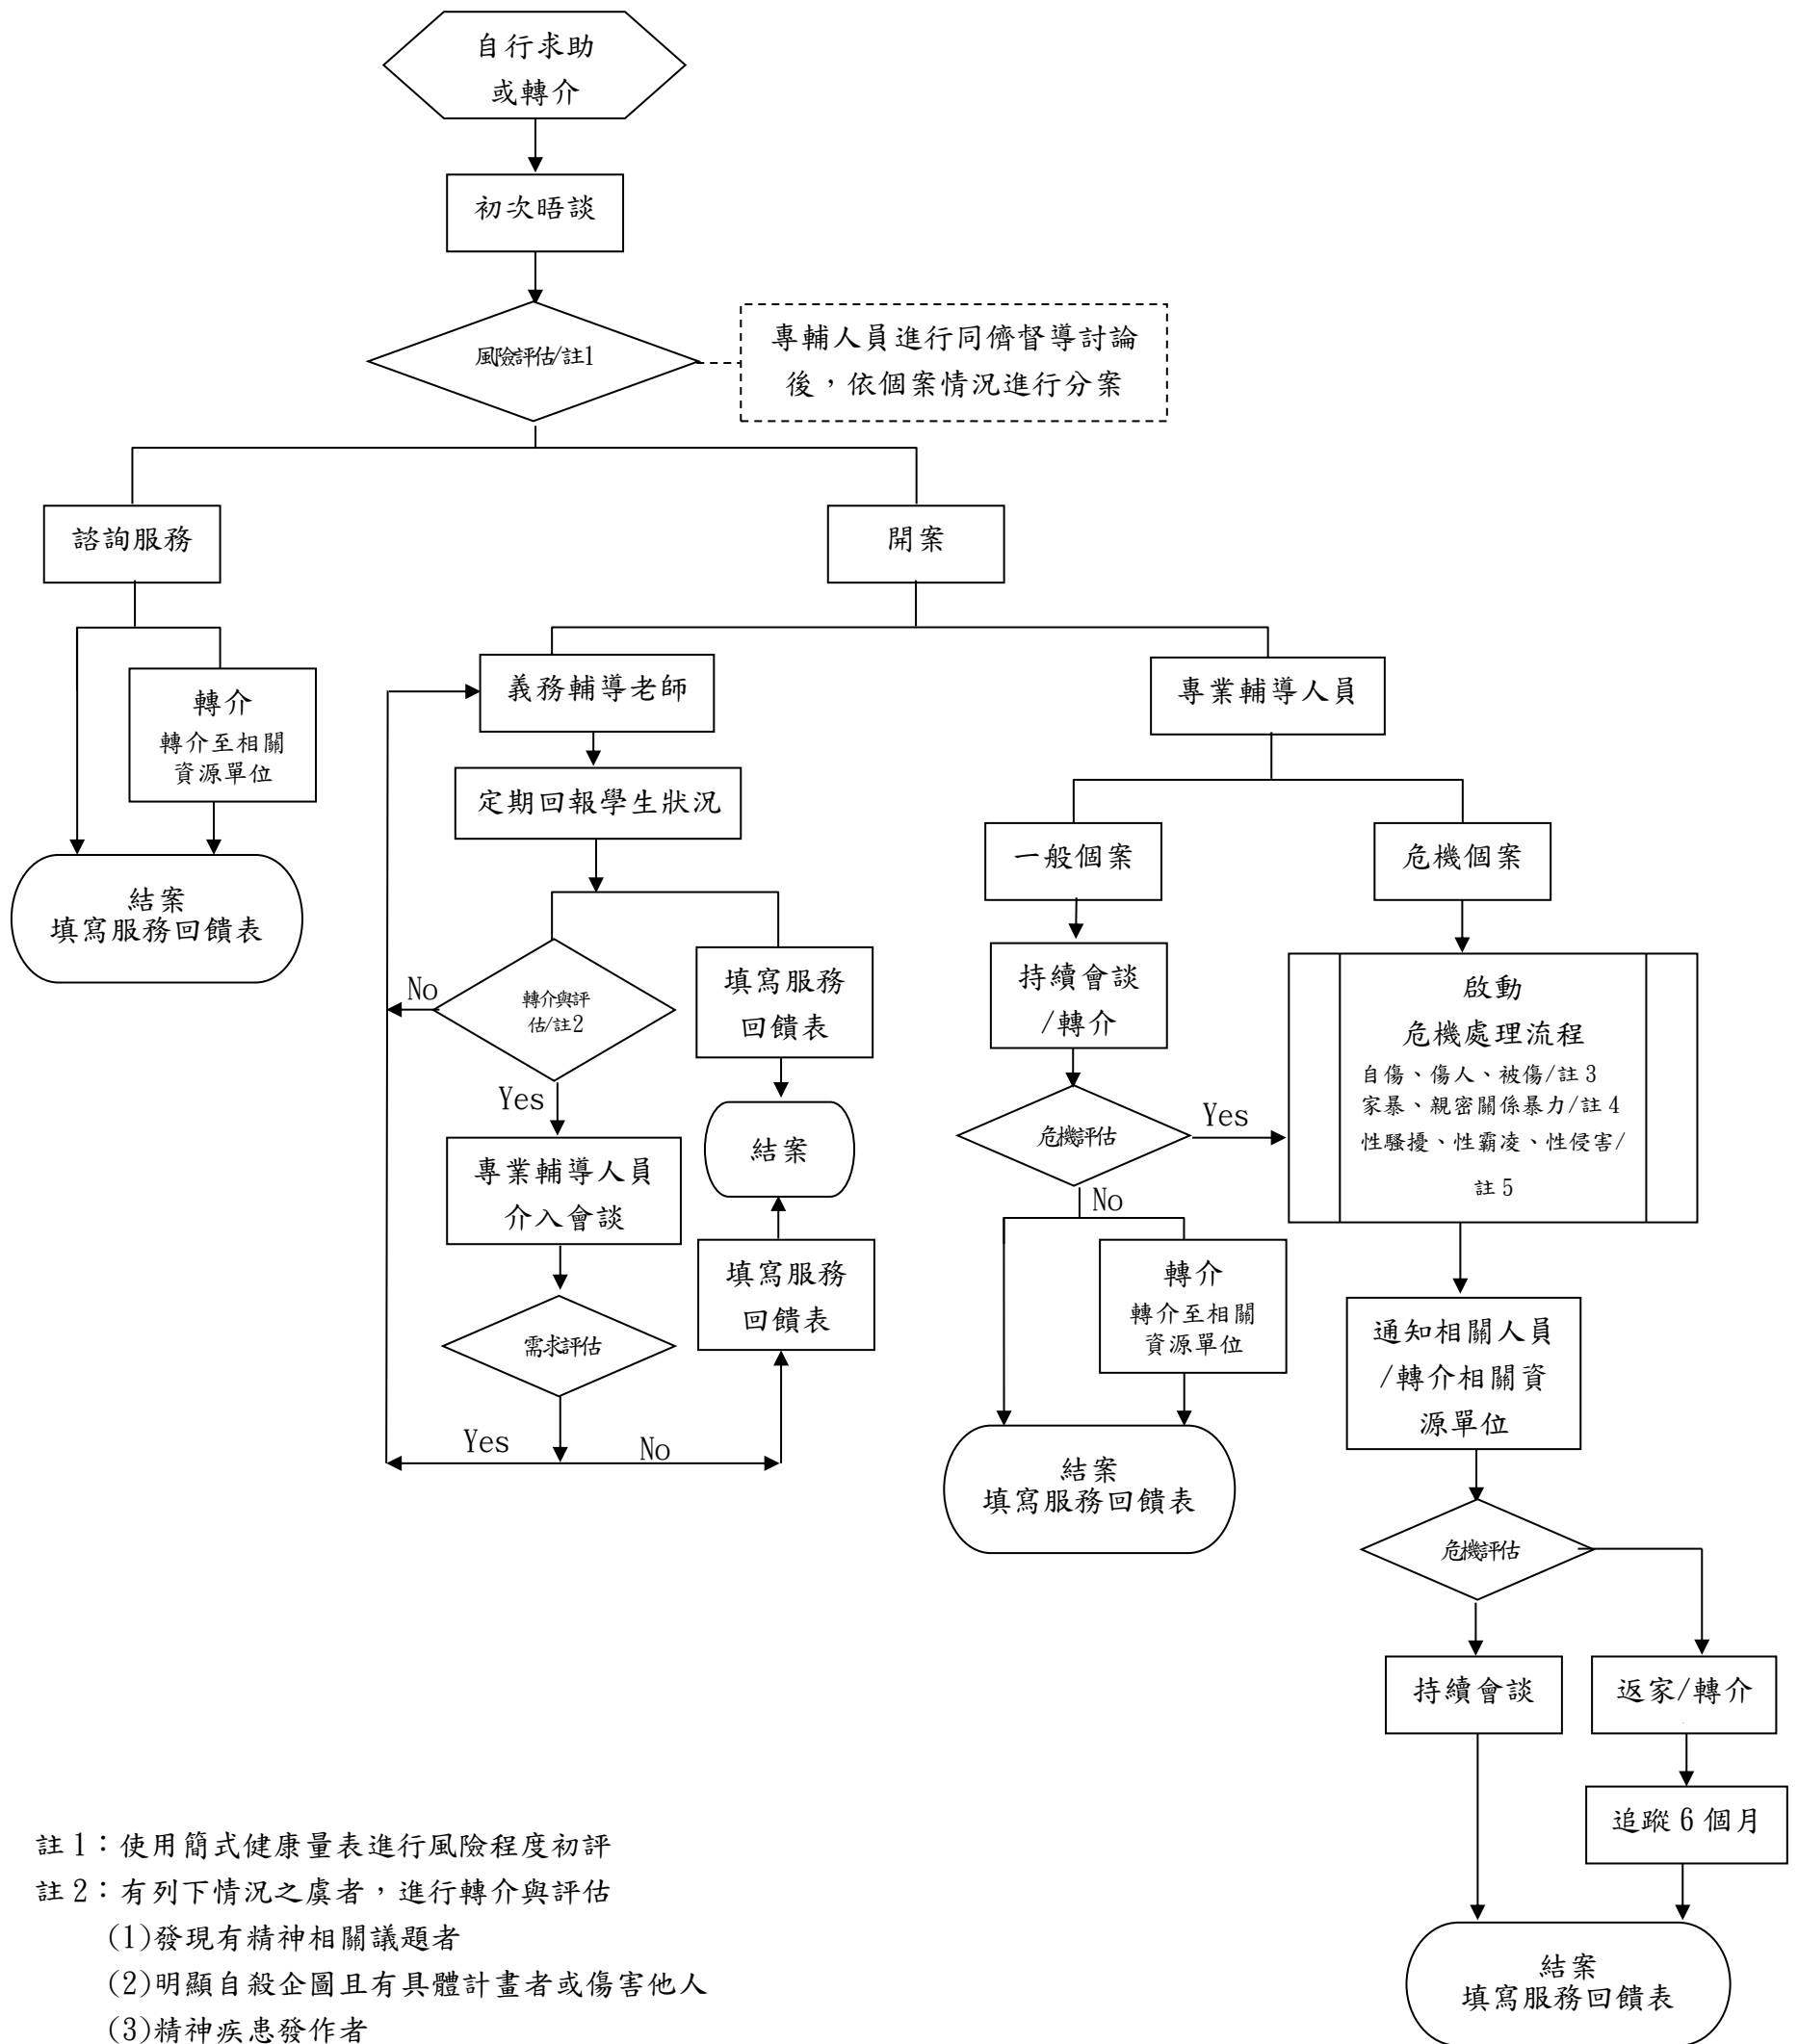 自行求助
或轉介
初次晤談
風險評估/註1
專輔人員進行同儕督導討論
後，依個案情況進行分案
諮詢服務
開案
轉介
轉介至相關
資源單位
結案
填寫服務回饋表
義務輔導老師
定期回報學生狀況
轉介與評
估/註2
No
Yes
填寫服務
回饋表
結案
專業輔導人員
介入會談
填寫服務
回饋表
需求評估
Yes
No
專業輔導人員
一般個案
危機個案
持續會談
/轉介
危機評估
Yes
No
轉介
轉介至相關
資源單位
結案
填寫服務回饋表
啟動
危機處理流程
自傷、傷人、被傷/註 3
家暴、親密關係暴力/註 4
性騷擾、性霸凌、性侵害/
註 5
通知相關人員
/轉介相關資
源單位
危機評估
持續會談
返家/轉介
追蹤 6 個月
結案
填寫服務回饋表
註 1：使用簡式健康量表進行風險程度初評
註 2：有列下情況之虞者，進行轉介與評估
(1)發現有精神相關議題者
(2)明顯自殺企圖且有具體計畫者或傷害他人
(3)精神疾患發作者